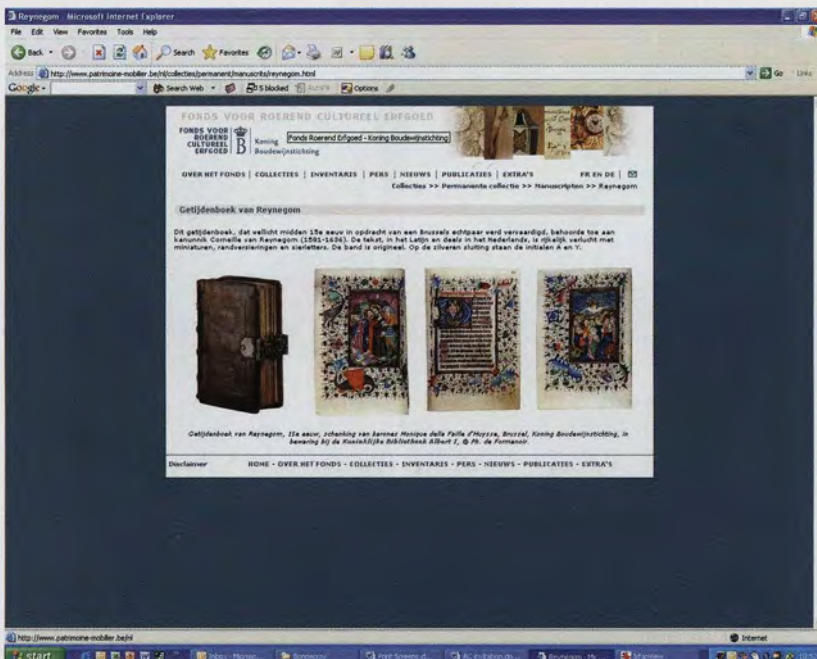 Reynegom - Microsoft Internet Explorer
File Edit View Favorites Tools Help
Back Search Favorites
Address http://www.patrimoine-mobilier.be/nl/collecties/permanent/manuscrits/reynegom.html Go Links
Google Search Web 5 blocked Options
FONDS VOOR ROEREND CULTUREEL ERFGOED
FONDS VOOR
ROEREND
CULTUREEL
ERFGOED
B
Koning
Boudewijnstichting
Fonds Roerend Erfgoed - Koning Boudewijnstichting
OVER HET FONDS | COLLECTIES | INVENTARIS | PERS | NIEUWS | PUBLICATIES | EXTRA'S FR EN DE |
Collecties >> Permanente collectie >> Manuscripten >> Reynegom
Getijdenboek van Reynegom
Dit getijdenboek, dat wellicht midden 15e eeuw in opdracht van een Brussels echtpaar werd vervaardigd, behoorde toe aan
kanunnik Corneille van Reynegom (1581-1636). De tekst, in het Latijn en deels in het Nederlands, is rijkelijk verlucht met
miniaturen, randversieringen en sierletters. De band is origineel. Op de zilveren sluiting staan de initialen A en Y.
Getijdenboek van Reynegom, 15e eeuw, schenking van barones Monique della Faille d'Huysse, Brussel, Koning Boudewijnstichting, in
bewaring bij de Koninklijke Bibliotheek Albert I, © Ph. de Formanoir.
Disclaimer HOME - OVER HET FONDS - COLLECTIES - INVENTARIS - PERS - NIEUWS - PUBLICATIES - EXTRA'S
http://www.patrimoine-mobilier.be/nl Internet
start Inbox - Microso... Print-Screens d... Reynegom - Mi...